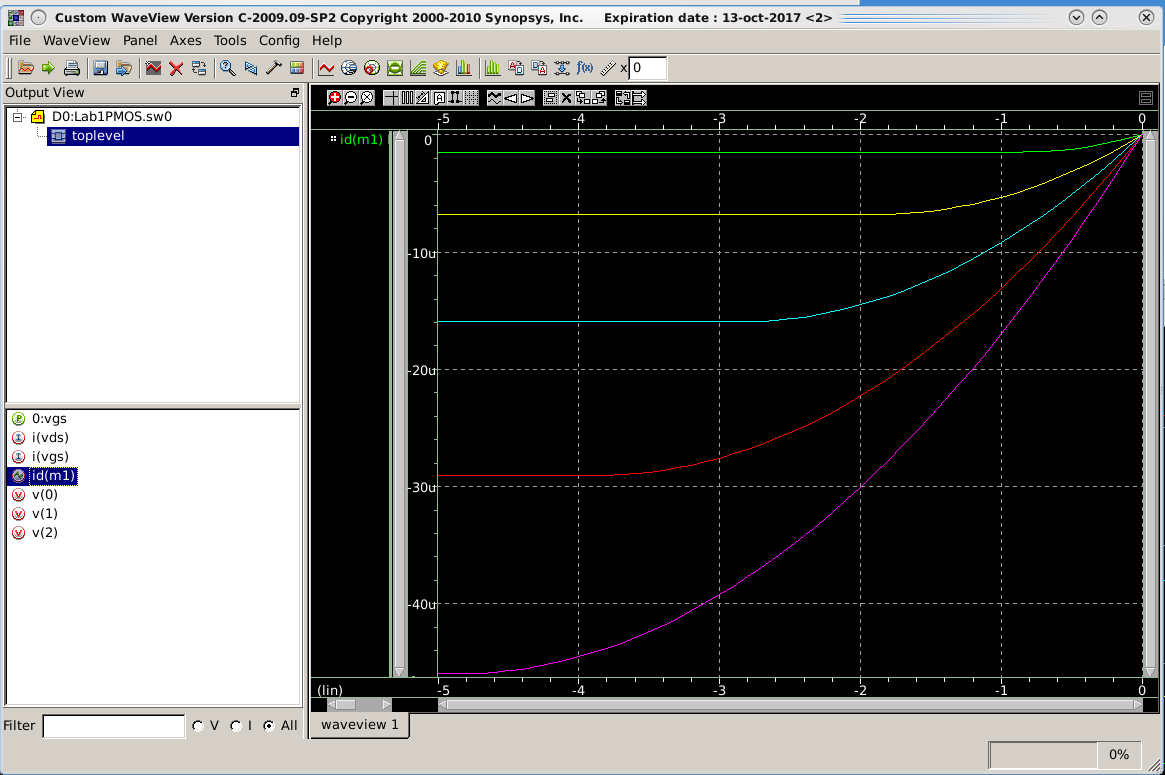 Custom WaveView Version C-2009.09-SP2 Copyright 2000-2010 Synopsys, Inc. Expiration date : 13-oct-2017 <2>
File WaveView Panel Axes Tools Config Help
f(x) x 0
Output View
D0:Lab1PMOS.sw0
toplevel
0:vgs
i(vds)
i(vgs)
id(m1)
v(0)
v(1)
v(2)
Filter V I All
-5 -4 -3 -2 -1 0
id(m1)
0
-10u
-20u
-30u
-40u
(lin) -5 -4 -3 -2 -1 0
waveview 1
0%